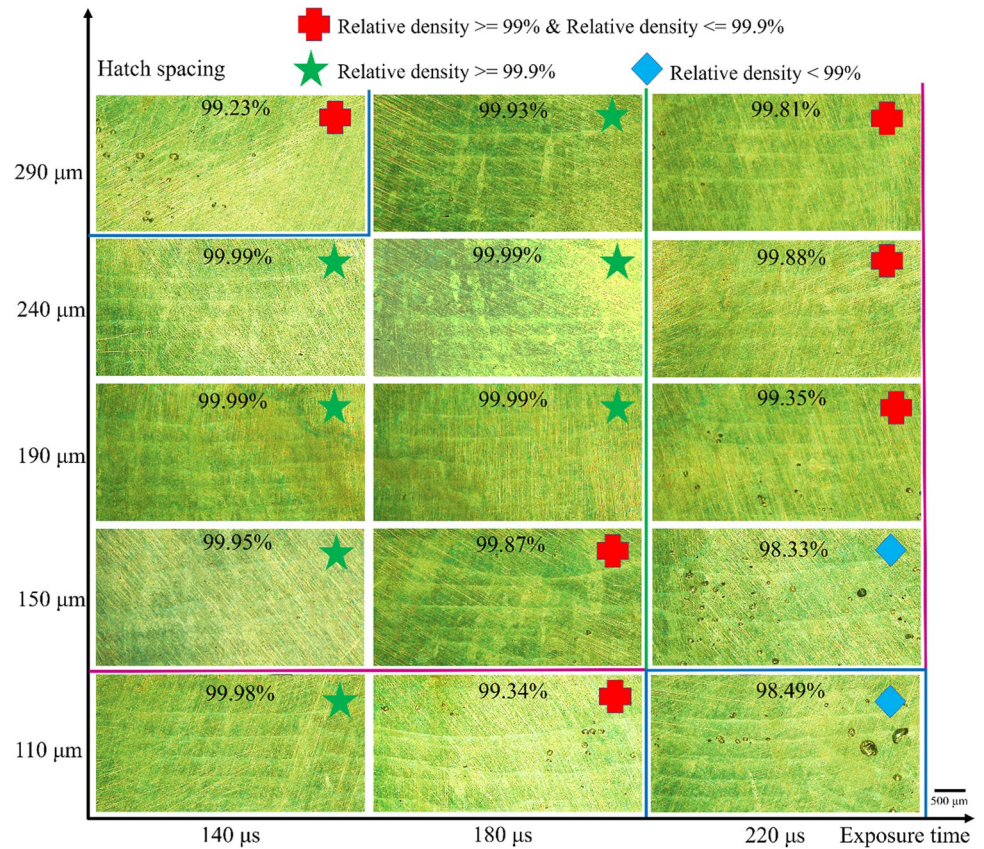 Relative density >= 99% & Relative density <= 99.9%
Hatch spacing
Relative density >= 99.9%
Relative density < 99%
99.23%
99.93%
99.81%
290 μm
99.99%
99.99%
99.88%
240 μm
99.99%
99.99%
99.35%
190 μm
99.95%
99.87%
98.33%
150 μm
99.98%
99.34%
98.49%
110 μm
500 μm
140 μs
180 μs
220 μs
Exposure time